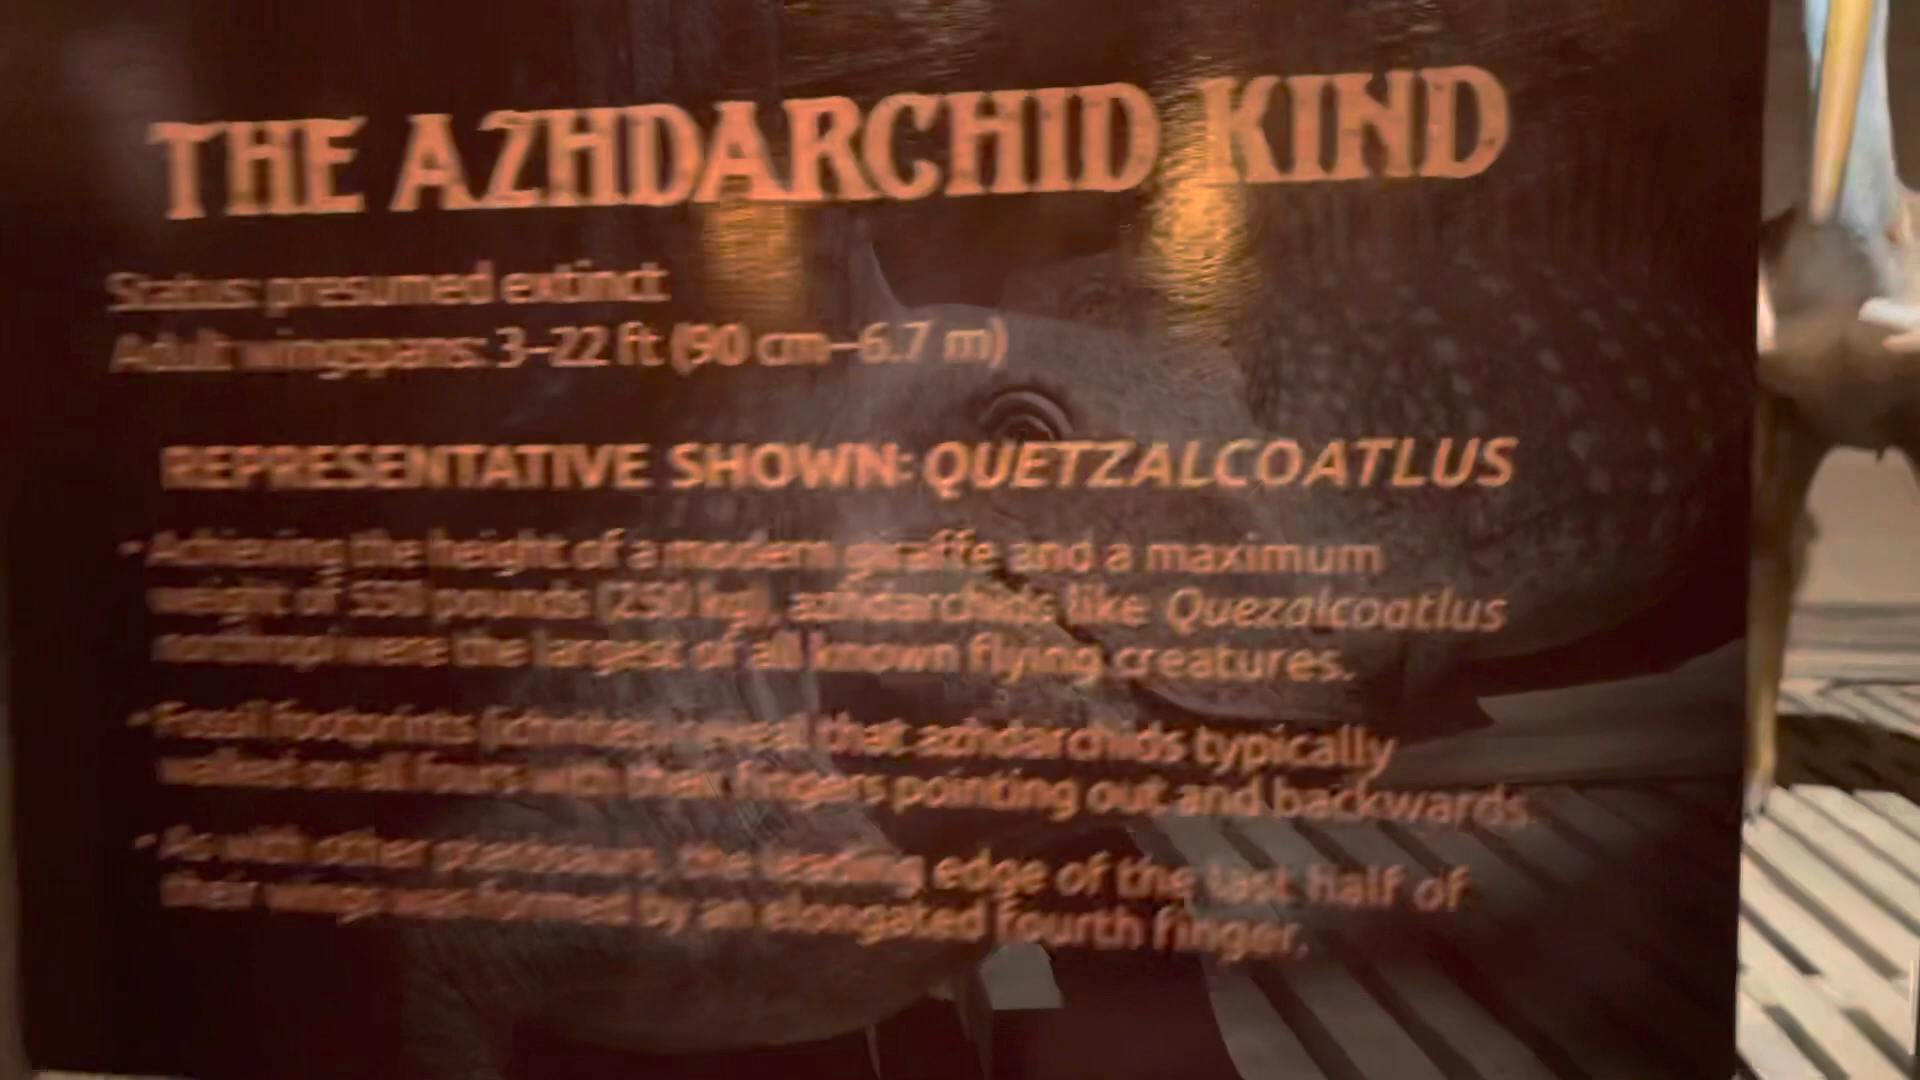 THE AZHDARCHID KIND
Status: presumed extinct
Adult wingspans: 3–22 ft (90 cm–6.7 m)
REPRESENTATIVE SHOWN: QUETZALCOATLUS
• Achieving the height of a modern giraffe and a maximum
weight of 550 pounds (250 kg), azhdarchids like Quezalcoatlus
northropi were the largest of all known flying creatures.
• Fossil footprints (ichnites) reveal that azhdarchids typically
walked on all fours with their fingers pointing out and backwards.
• As with other pterosaurs, the leading edge of the last half of
their wings was formed by an elongated fourth finger.